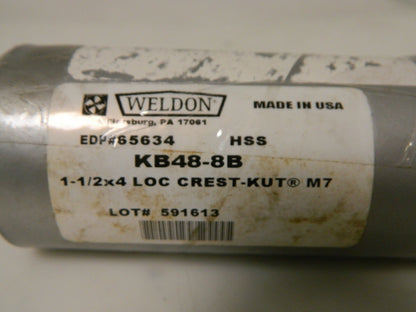 WELDON®
MADE IN USA
Millersburg, PA 17061
EDP#65634 HSS
KB48-8B
1-1/2x4 LOC CREST-KUT® M7
LOT# 591613